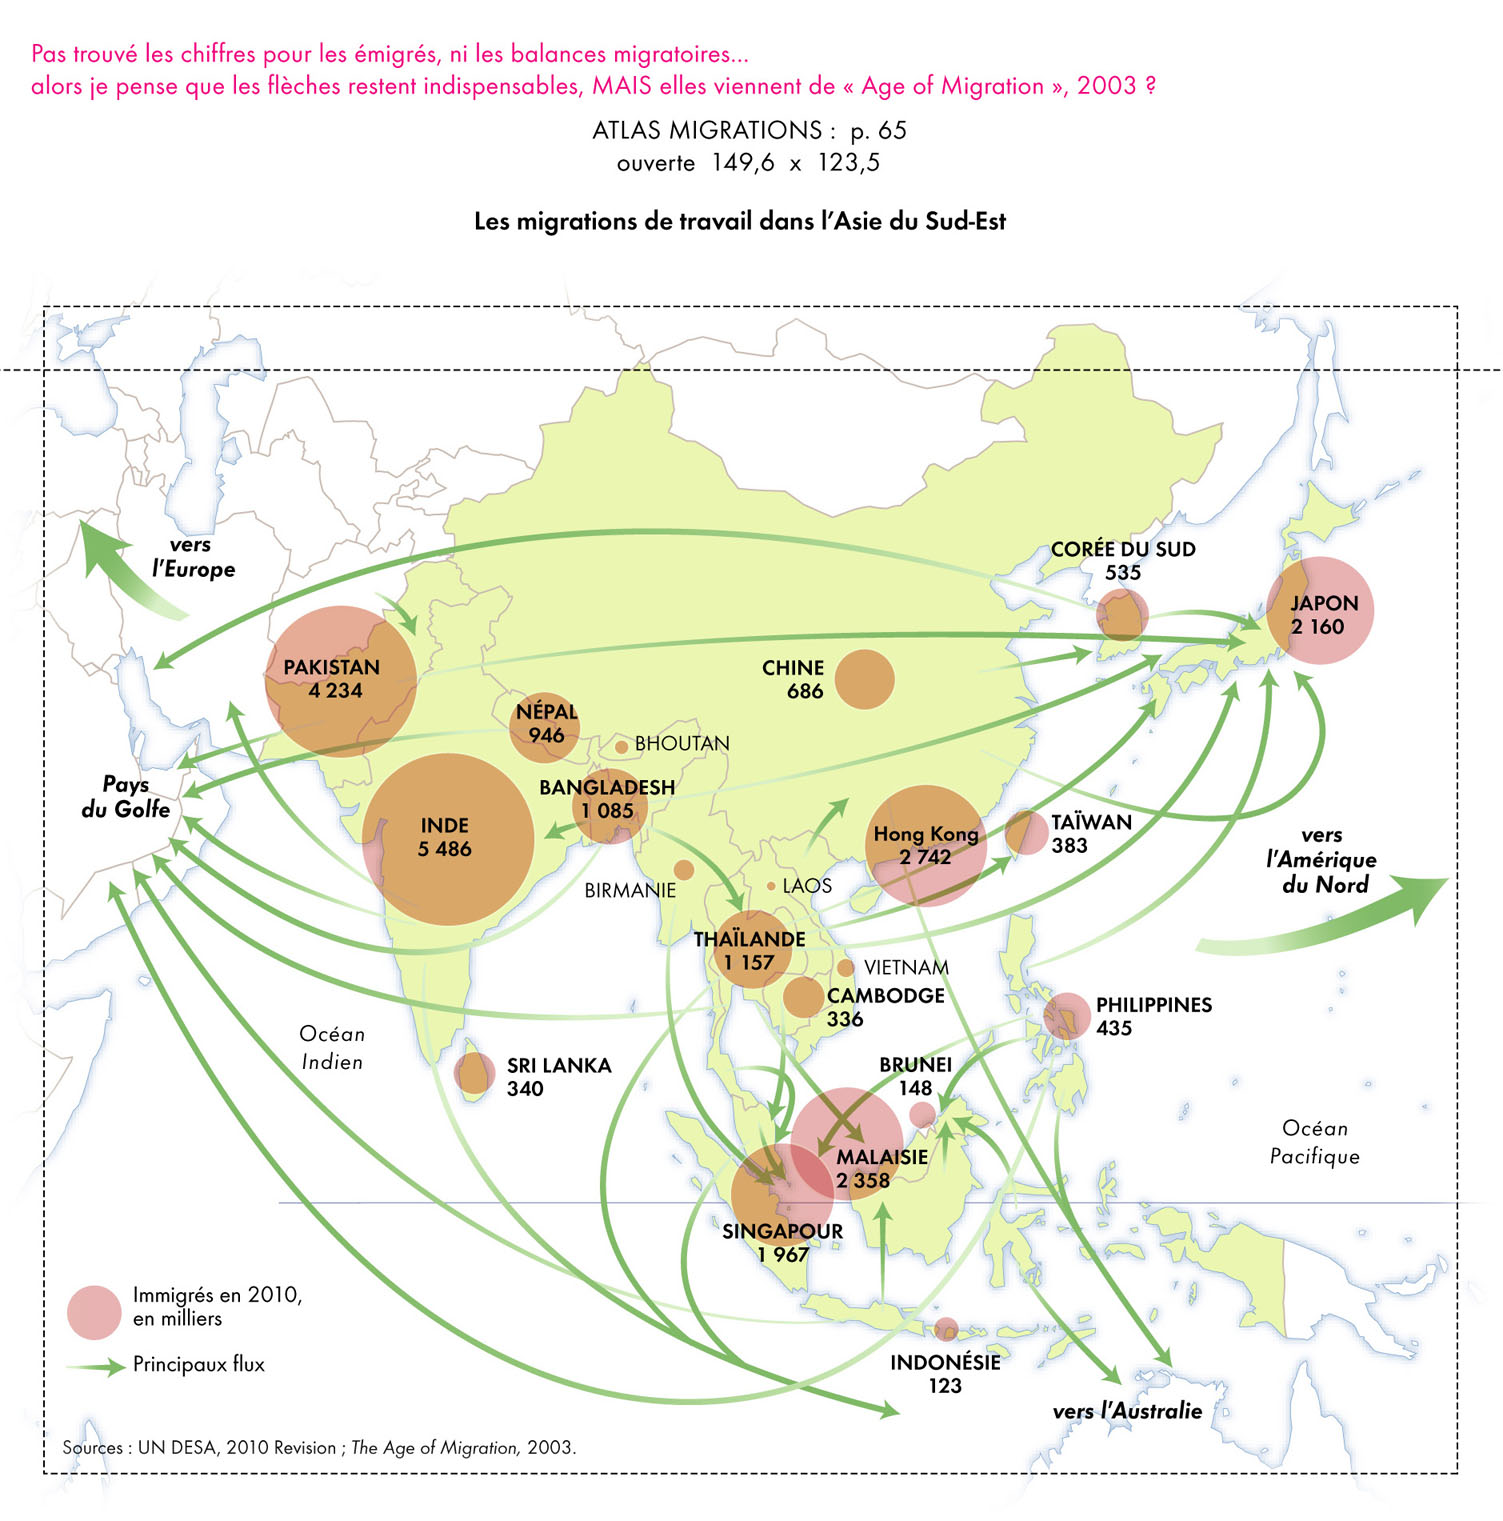 Pas trouvé les chiffres pour les émigrés, ni les balances migratoires...
alors je pense que les flèches restent indispensables, MAIS elles viennent de « Age of Migration », 2003 ?
ATLAS MIGRATIONS : p. 65
ouverte 149,6 x 123,5
Les migrations de travail dans l’Asie du Sud-Est
vers
l’Europe
CORÉE DU SUD
535
JAPON
2 160
PAKISTAN
4 234
CHINE
686
NÉPAL
946
BHOUTAN
Pays
du Golfe
BANGLADESH
1 085
INDE
5 486
Hong Kong
2 742
TAÏWAN
383
vers
l’Amérique
du Nord
BIRMANIE
LAOS
THAÏLANDE
1 157
VIETNAM
CAMBODGE
336
PHILIPPINES
435
Océan
Indien
SRI LANKA
340
BRUNEI
148
Océan
Pacifique
MALAISIE
2 358
SINGAPOUR
1 967
Immigrés en 2010,
en milliers
Principaux flux
INDONÉSIE
123
vers l’Australie
Sources : UN DESA, 2010 Revision ; The Age of Migration, 2003.